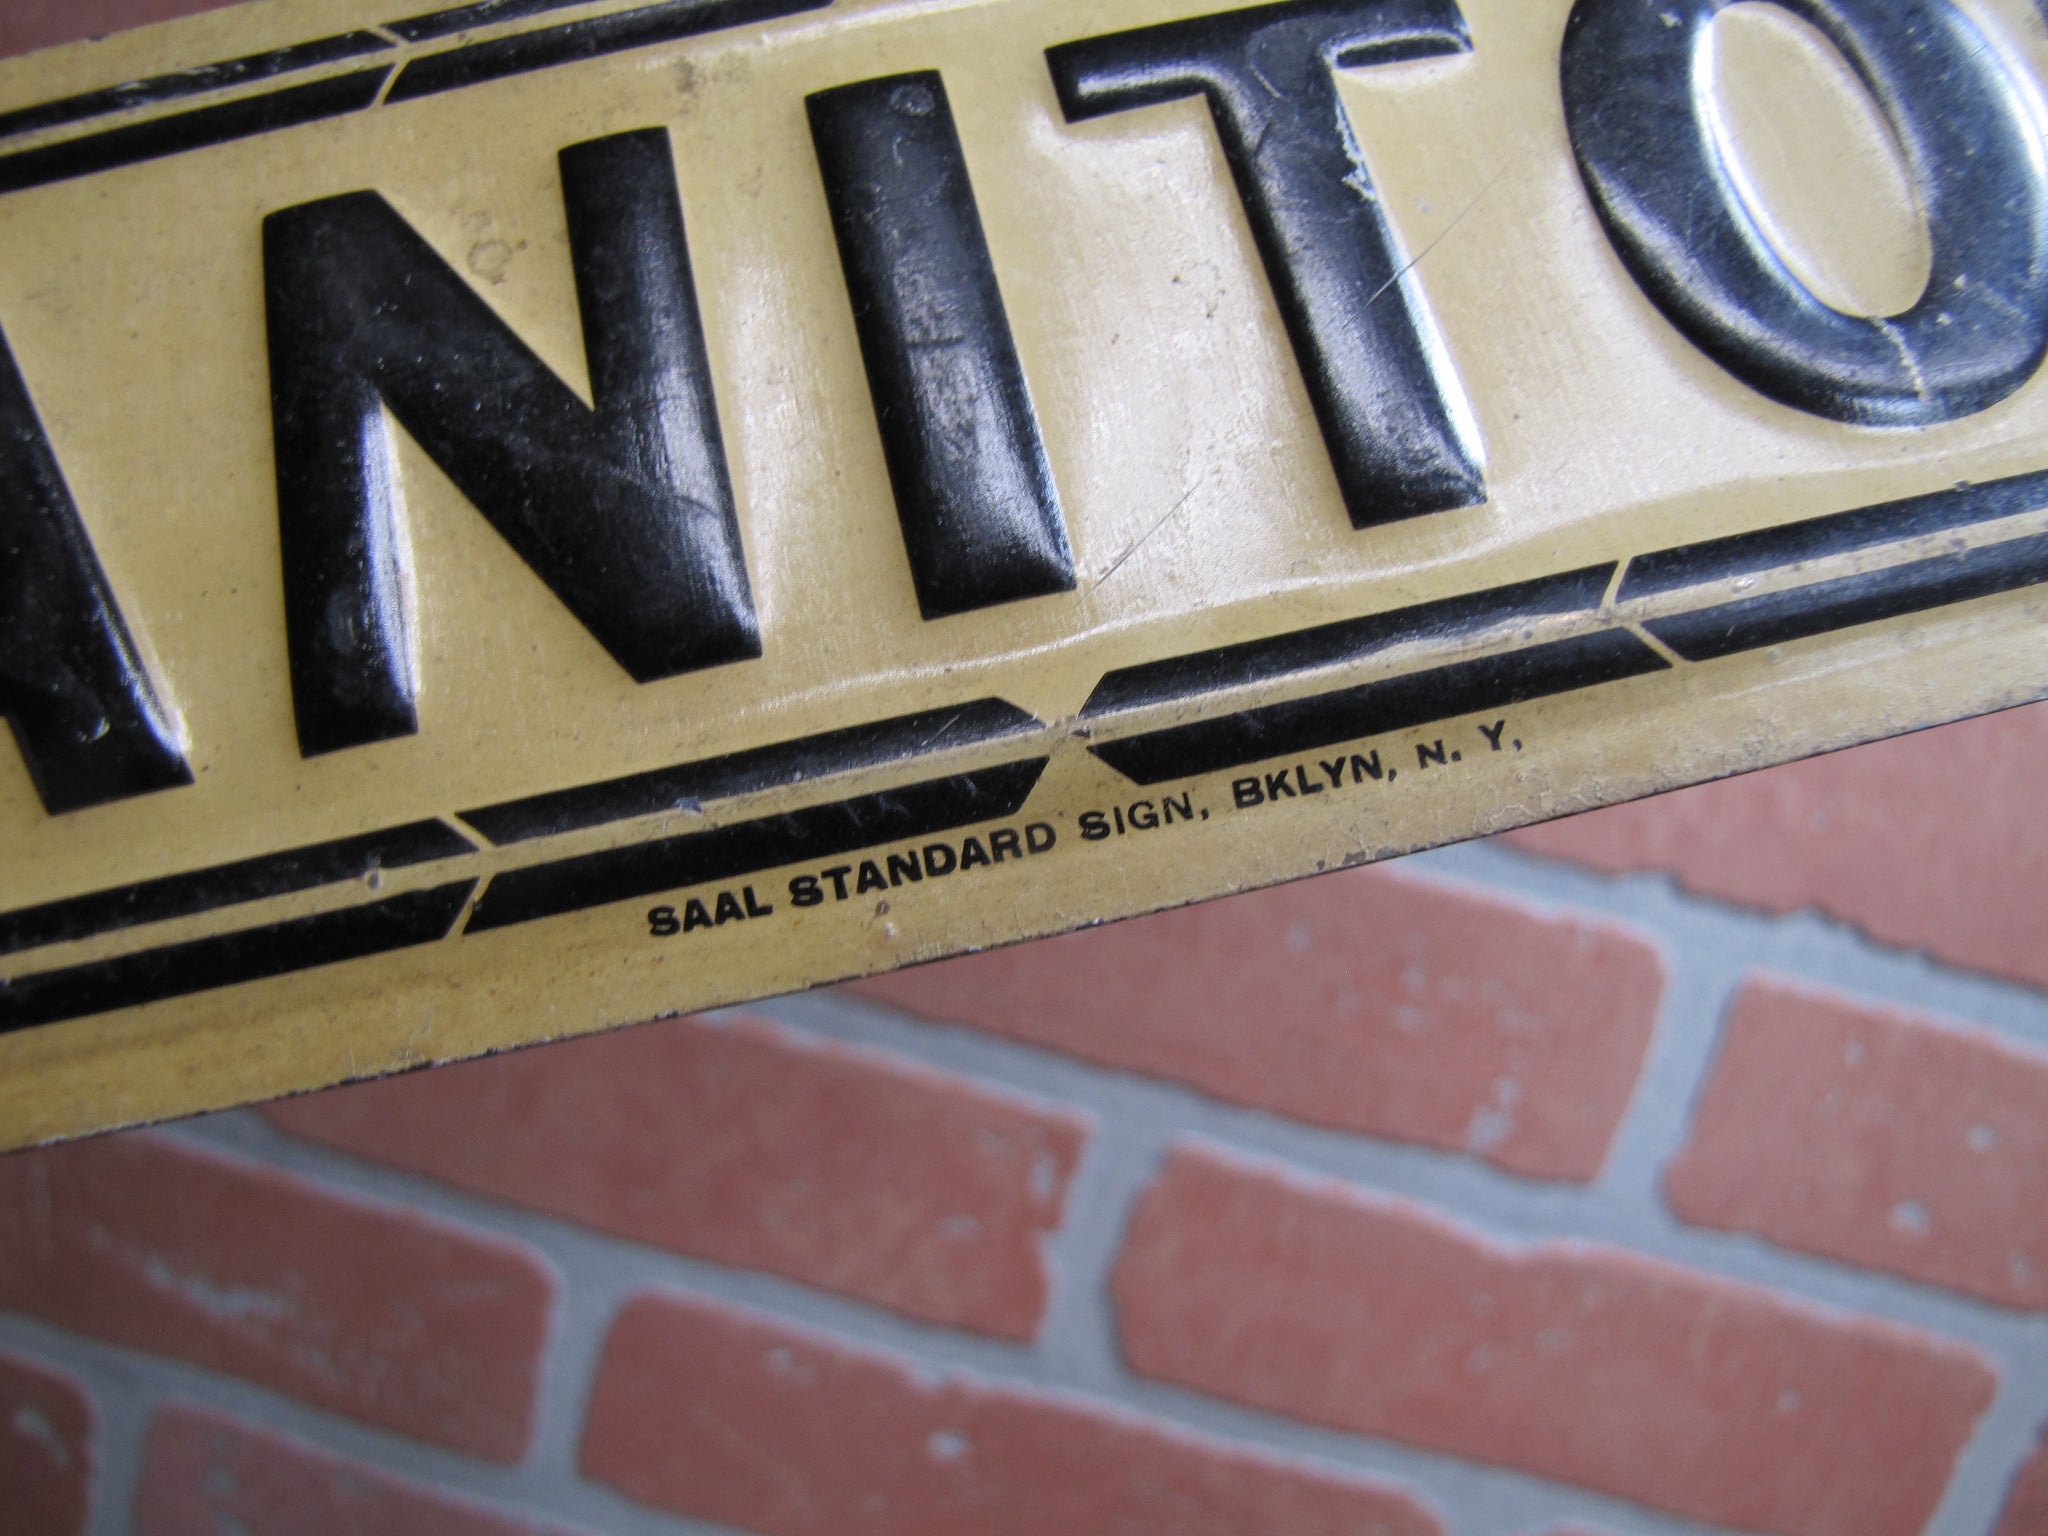 ANITO
SAAL STANDARD SIGN, BKLYN, N. Y.